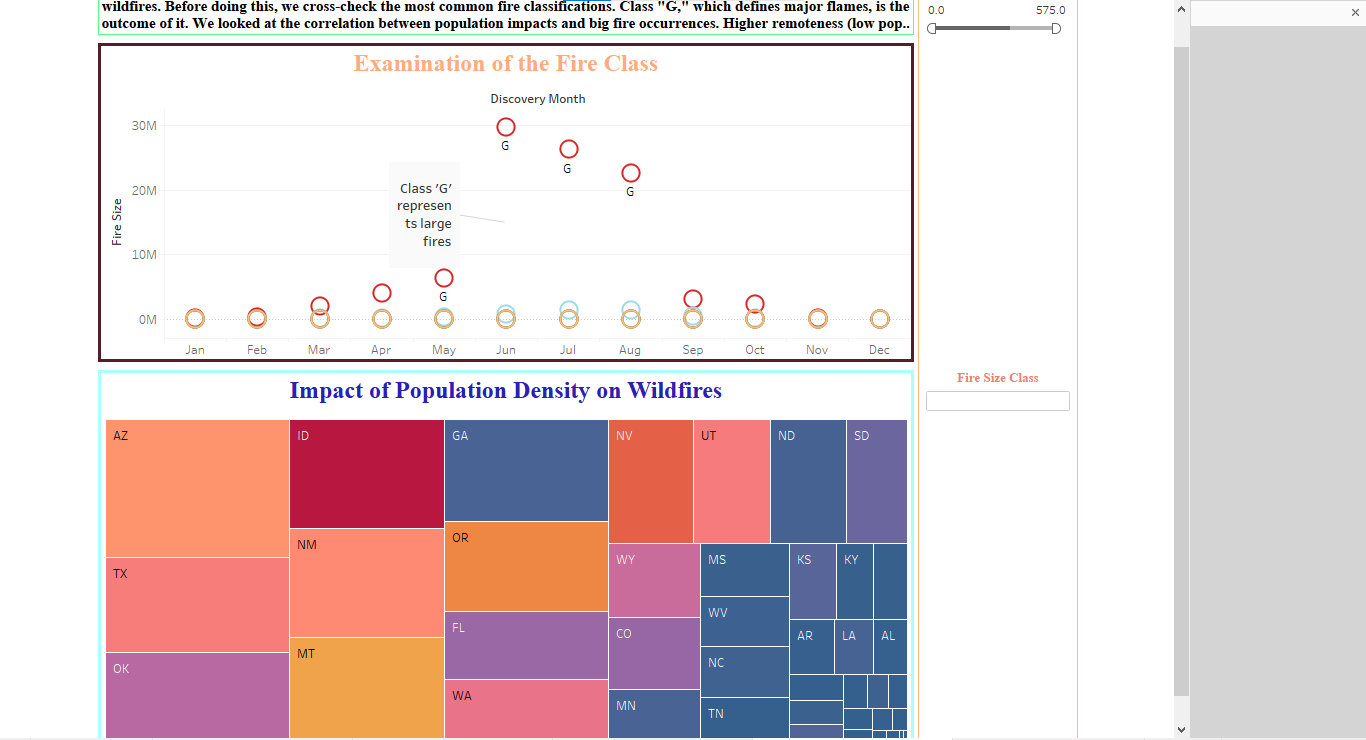 wildfires. Before doing this, we cross-check the most common fire classifications. Class "G," which defines major flames, is the
outcome of it. We looked at the correlation between population impacts and big fire occurrences. Higher remoteness (low pop..
0.0 575.0
Examination of the Fire Class
Discovery Month
30M
20M
10M
0M
Fire Size
G
G
G
G
Class 'G'
represen
ts large
fires
Jan Feb Mar Apr May Jun Jul Aug Sep Oct Nov Dec
Fire Size Class
Impact of Population Density on Wildfires
AZ ID GA NV UT ND SD
OR
NM
WY MS KS KY
TX
WV
FL
CO AR LA AL
MT
NC
OK
WA
MN
TN